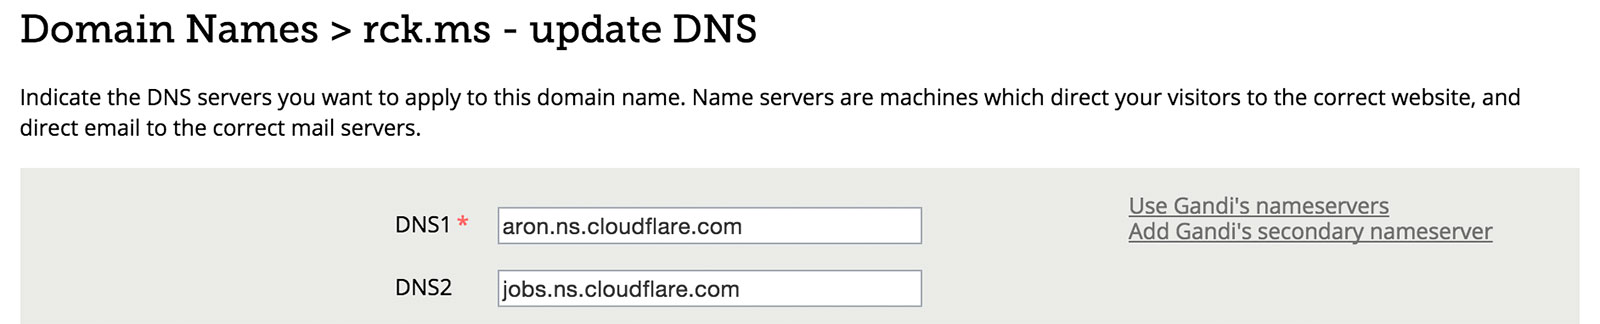 Domain Names > rck.ms - update DNS
Indicate the DNS servers you want to apply to this domain name. Name servers are machines which direct your visitors to the correct website, and
direct email to the correct mail servers.
DNS1 * aron.ns.cloudflare.com
Use Gandi's nameservers
Add Gandi's secondary nameserver
DNS2 jobs.ns.cloudflare.com